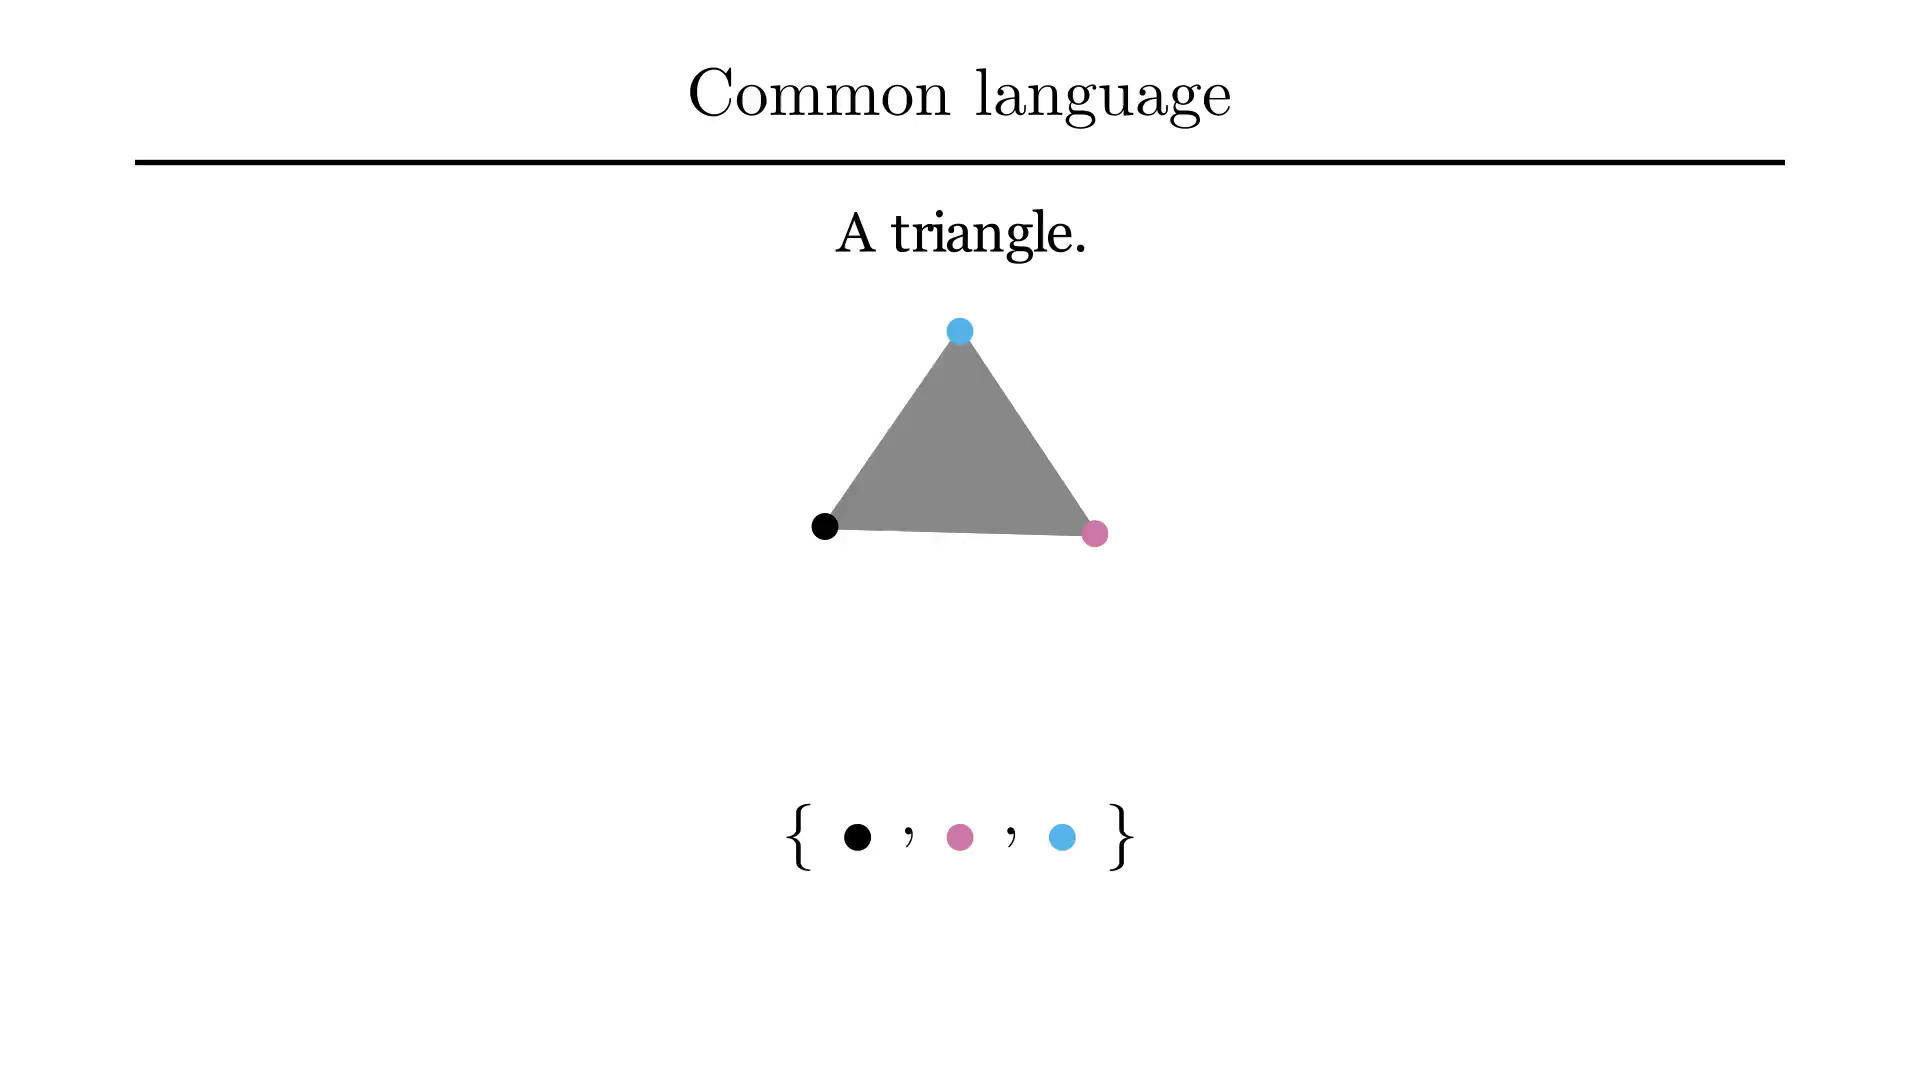 Common language
A triangle.
{ ● , ● , ● }